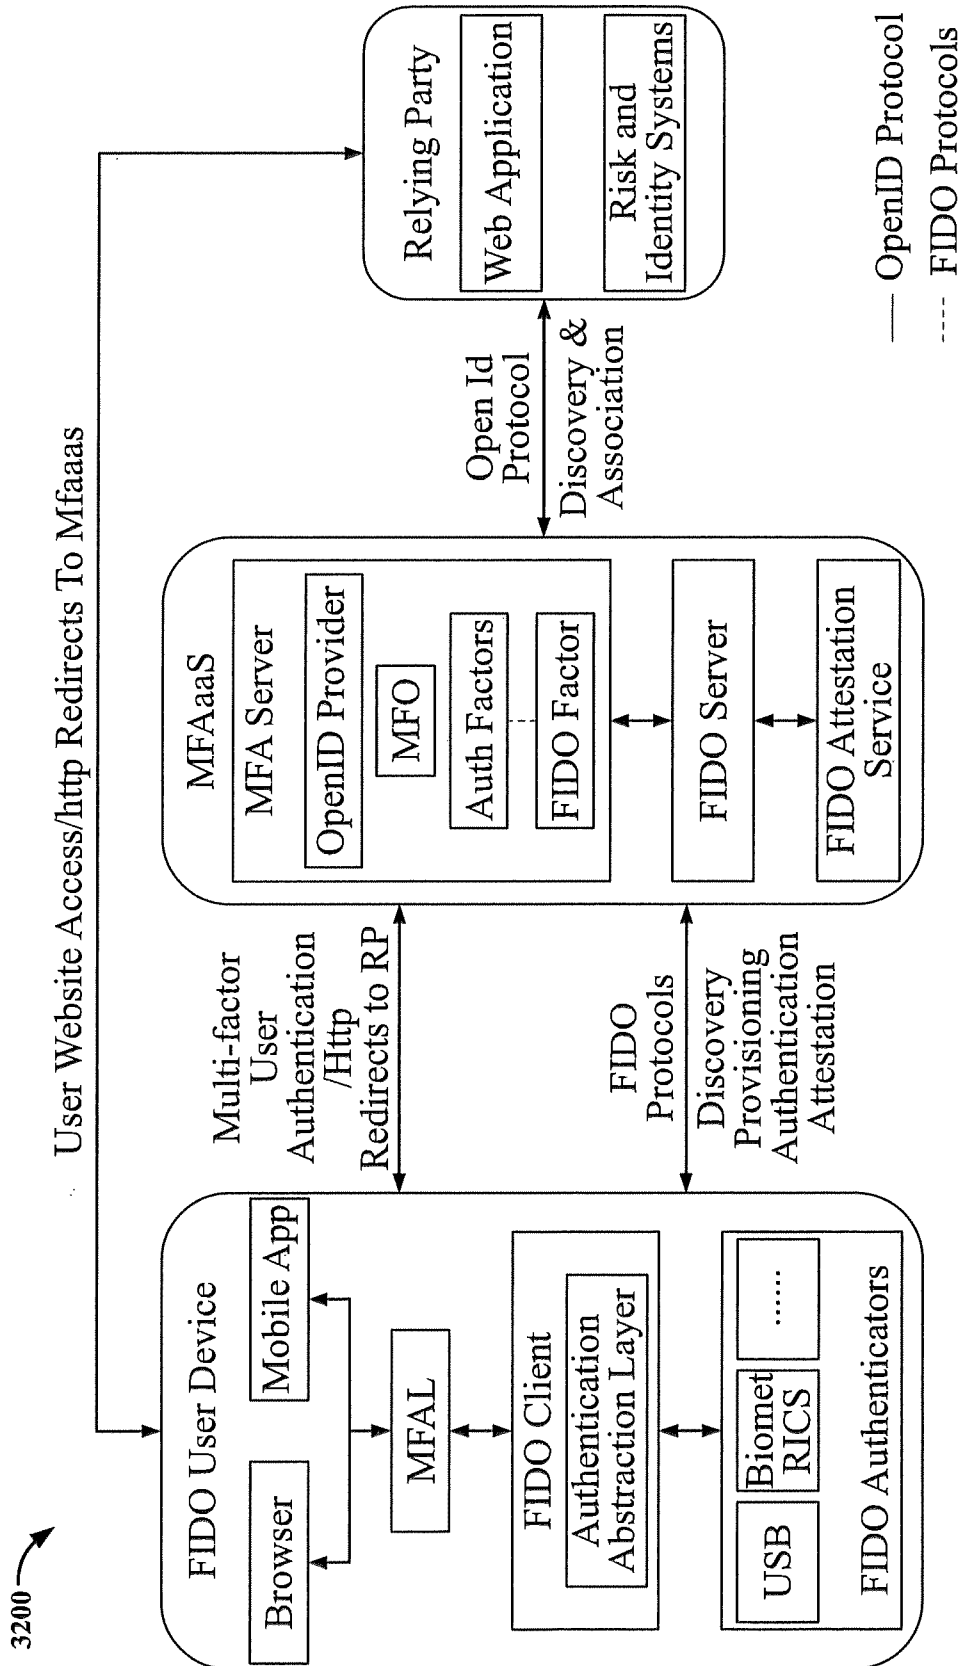 3200
User Website Access/http Redirects To Mfaaas
FIDO User Device
Browser
Mobile App
MFAL
FIDO Client
Authentication
Abstraction Layer
USB
Biomet
RICS
......
FIDO Authenticators
Multi-factor
User
Authentication
/Http
Redirects to RP
FIDO
Protocols
Discovery
Provisioning
Authentication
Attestation
MFAaaS
MFA Server
OpenID Provider
MFO
Auth Factors
FIDO Factor
FIDO Server
FIDO Attestation
Service
Open Id
Protocol
Discovery &
Association
Relying Party
Web Application
Risk and
Identity Systems
OpenID Protocol
FIDO Protocols